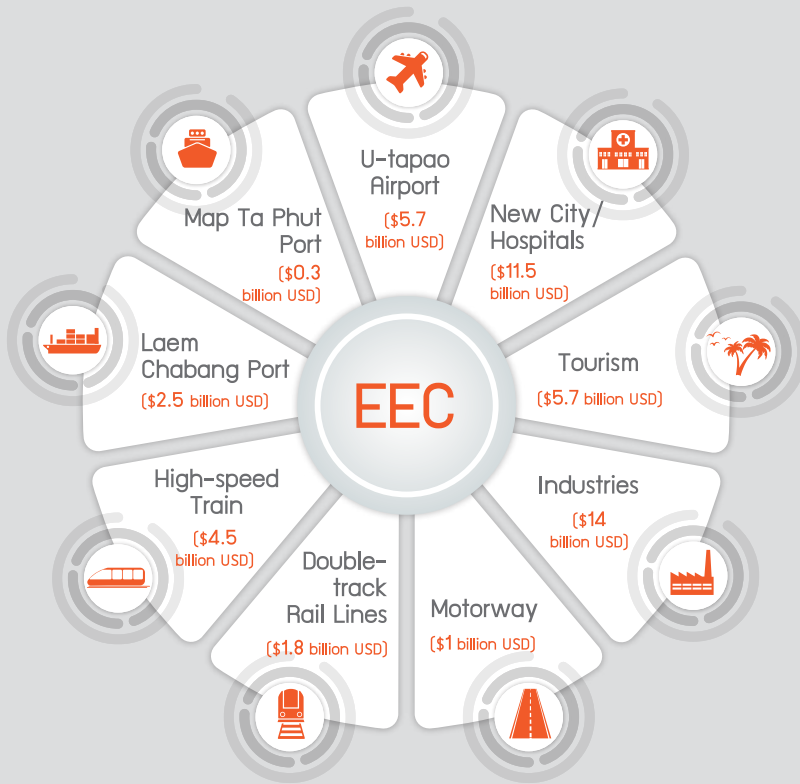 U-tapao
Airport
($5.7
billion USD)
New City/
Hospitals
($11.5
billion USD)
Tourism
($5.7 billion USD)
Industries
($14
billion USD)
Motorway
($1 billion USD)
Double-
track
Rail Lines
($1.8 billion USD)
High-speed
Train
($4.5
billion USD)
Laem
Chabang Port
($2.5 billion USD)
Map Ta Phut
Port
($0.3
billion USD)
EEC